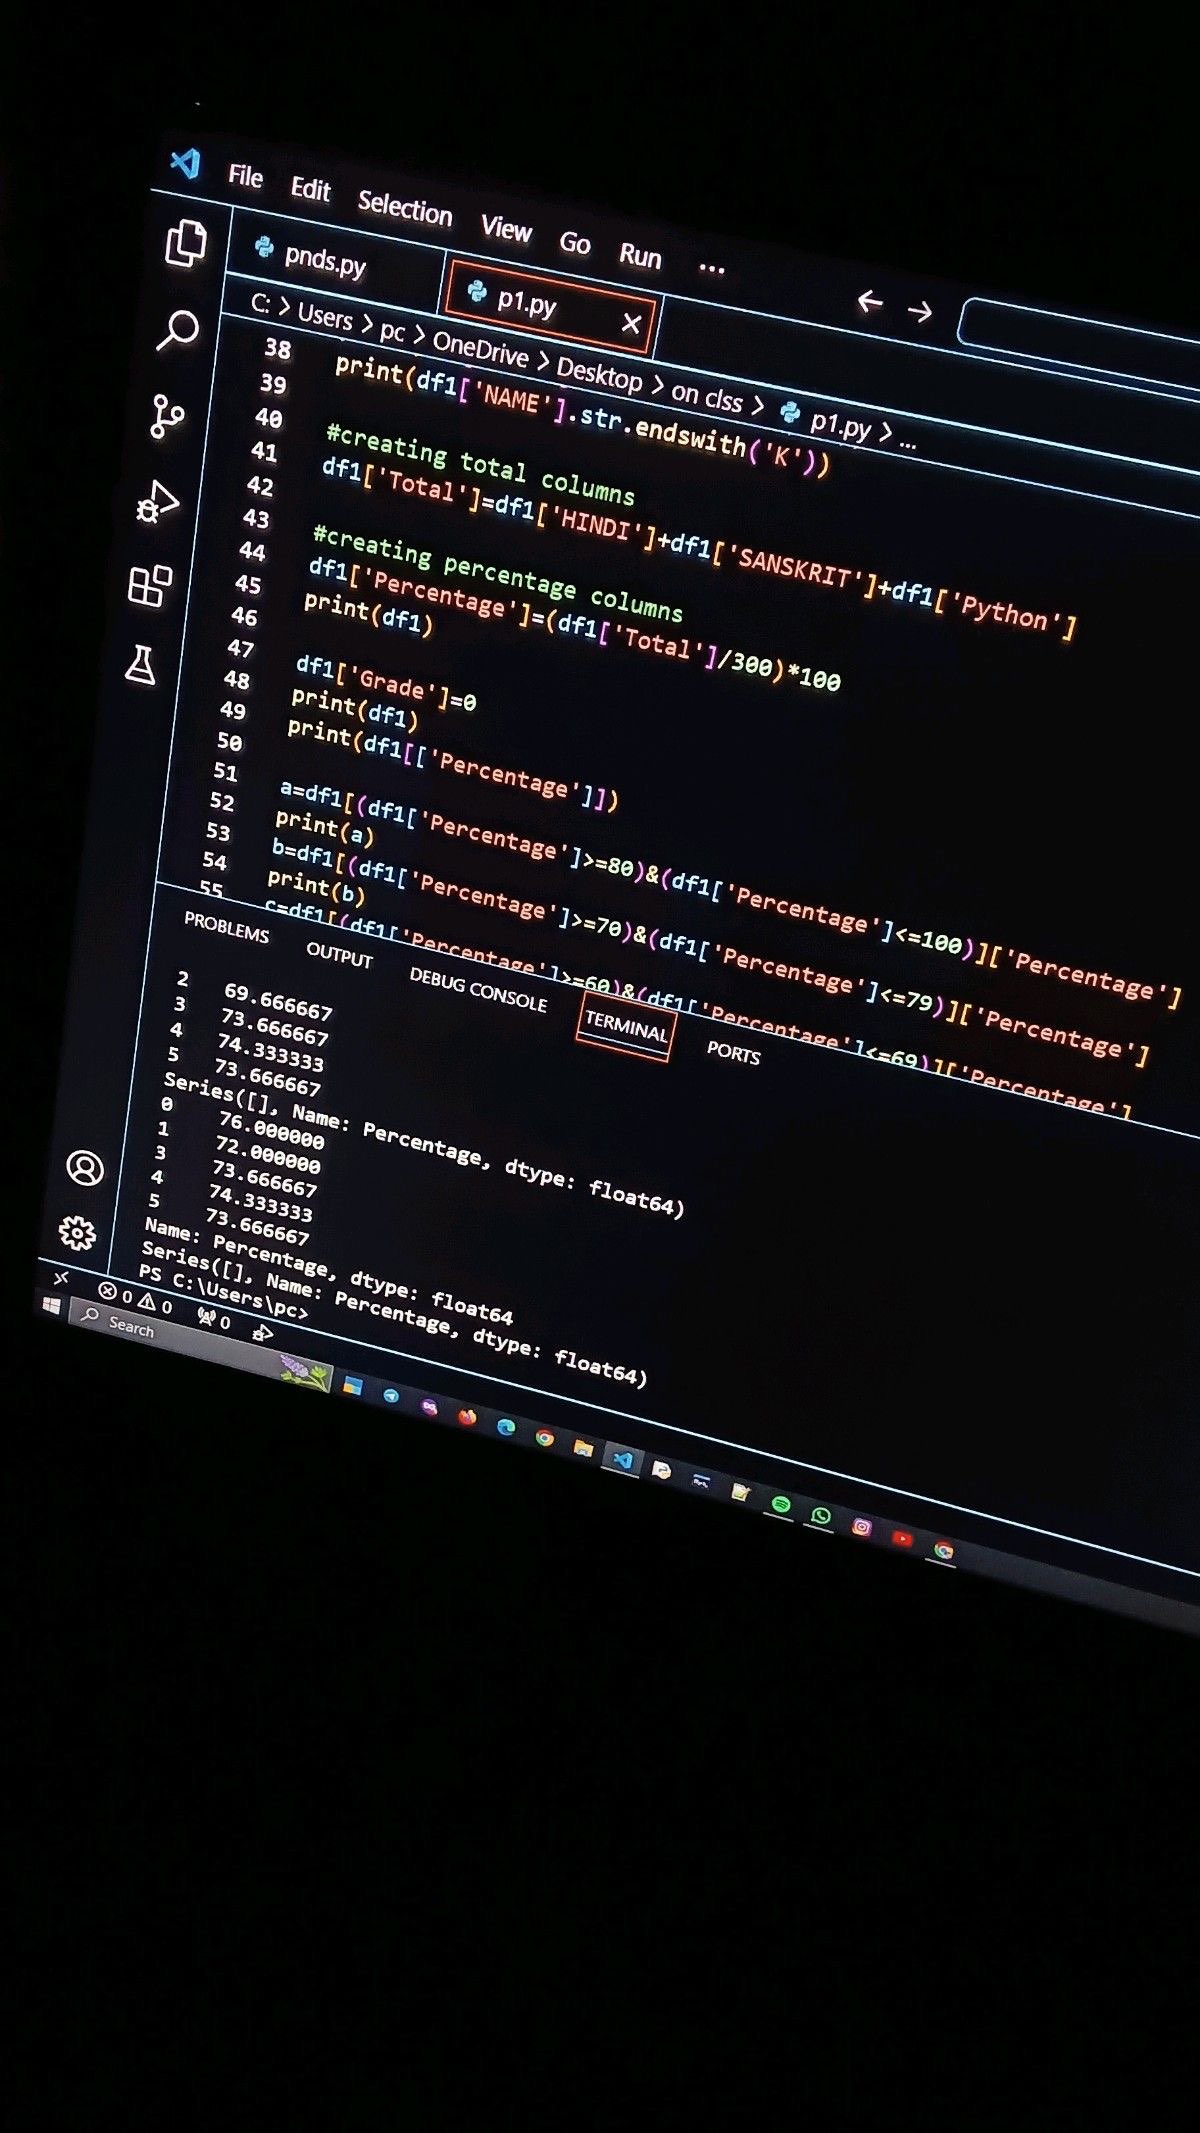 File Edit Selection View Go Run ...
pnds.py p1.py
C: > Users > pc > OneDrive > Desktop > on clss > p1.py > ...
38
39 print(df1['NAME'].str.endswith('K'))
40
41 #creating total columns
42 df1['Total']=df1['HINDI']+df1['SANSKRIT']+df1['Python']
43
44 #creating percentage columns
45 df1['Percentage']=(df1['Total']/300)*100
46 print(df1)
47
48 df1['Grade']=0
49 print(df1)
50 print(df1[['Percentage']])
51
52 a=df1[(df1['Percentage']>=80)&(df1['Percentage']<=100)]['Percentage']
53 print(a)
54 b=df1[(df1['Percentage']>=70)&(df1['Percentage']<=79)]['Percentage']
55 print(b)
c=df1[(df1['Percentage']>=60)&(df1['Percentage']<=69)]['Percentage']
PROBLEMS OUTPUT DEBUG CONSOLE TERMINAL PORTS
2 69.666667
3 73.666667
4 74.333333
5 73.666667
Series([], Name: Percentage, dtype: float64)
0 76.000000
1 72.000000
3 73.666667
4 74.333333
5 73.666667
Name: Percentage, dtype: float64
Series([], Name: Percentage, dtype: float64)
PS C:\Users\pc>
0 0 0
Search